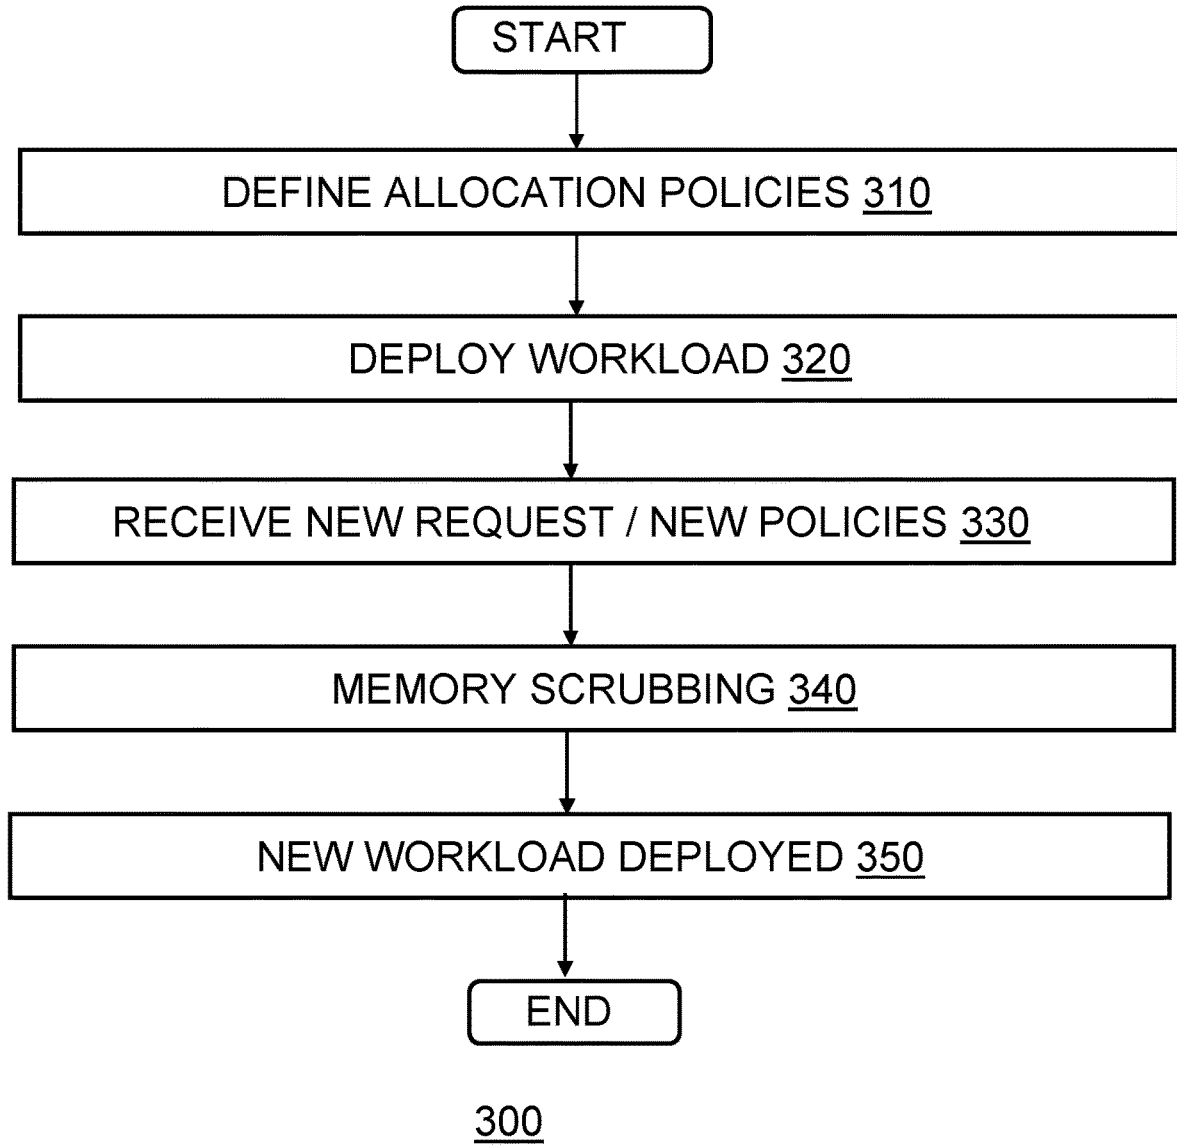 START
DEFINE ALLOCATION POLICIES 310
DEPLOY WORKLOAD 320
RECEIVE NEW REQUEST / NEW POLICIES 330
MEMORY SCRUBBING 340
NEW WORKLOAD DEPLOYED 350
END
300